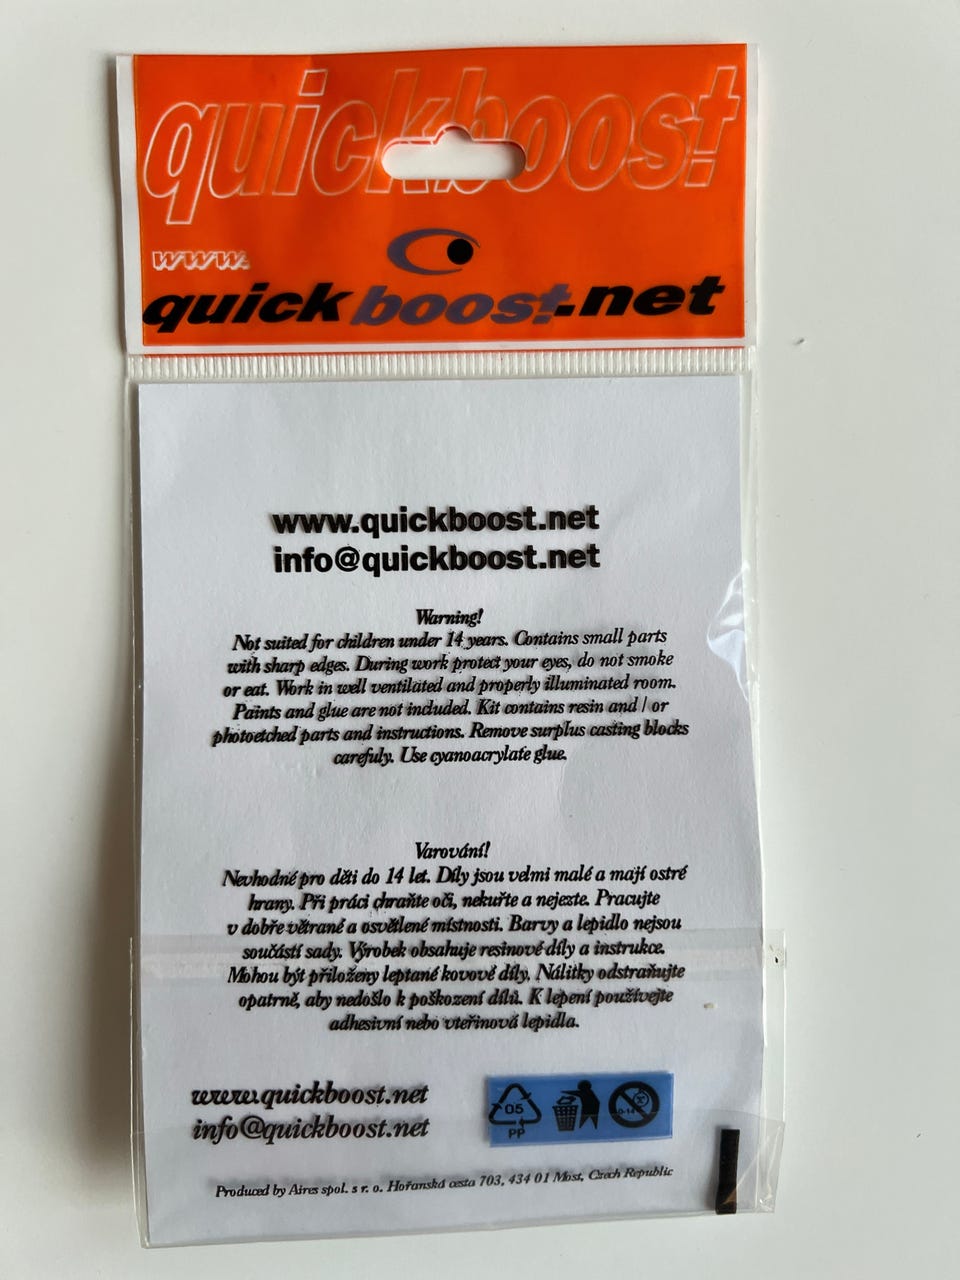 quickboost
www.
quickboost.net
www.quickboost.net
info@quickboost.net
Warning!
Not suited for children under 14 years. Contains small parts
with sharp edges. During work protect your eyes, do not smoke
or eat. Work in well ventilated and properly illuminated room.
Paints and glue are not included. Kit contains resin and / or
photoetched parts and instructions. Remove surplus casting blocks
carefuly. Use cyanoacrylate glue.
Varování!
Nevhodné pro děti do 14 let. Díly jsou velmi malé a mají ostré
hrany. Při práci chraňte oči, nekuřte a nejezte. Pracujte
v dobře větrané a osvětlené místnosti. Barvy a lepidlo nejsou
součástí sady. Výrobek obsahuje resinové díly a instrukce.
Mohou být přiloženy leptané kovové díly. Nálitky odstraňujte
opatrně, aby nedošlo k poškození dílů. K lepení používejte
adhesivní nebo vteřinová lepidla.
www.quickboost.net
info@quickboost.net
05
PP
0-14
Produced by Aires spol. s r. o. Hořanská cesta 703, 434 01 Most, Czech Republic